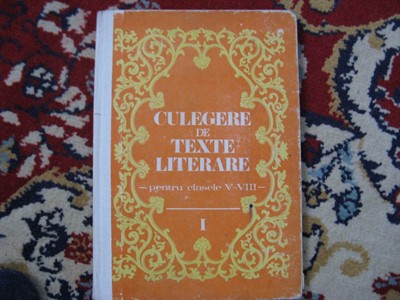 CULEGERE
DE
TEXTE
LITERARE
— pentru clasele V-VIII —
I